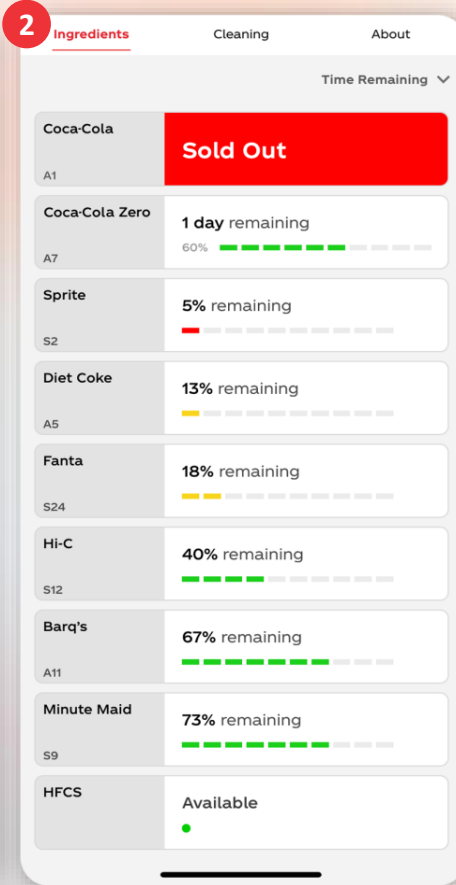 2
Ingredients Cleaning About
Time Remaining
Coca-Cola
A1
Sold Out
Coca-Cola Zero
A7
1 day remaining
60%
Sprite
S2
5% remaining
Diet Coke
A5
13% remaining
Fanta
S24
18% remaining
Hi-C
S12
40% remaining
Barq's
A11
67% remaining
Minute Maid
S9
73% remaining
HFCS
Available